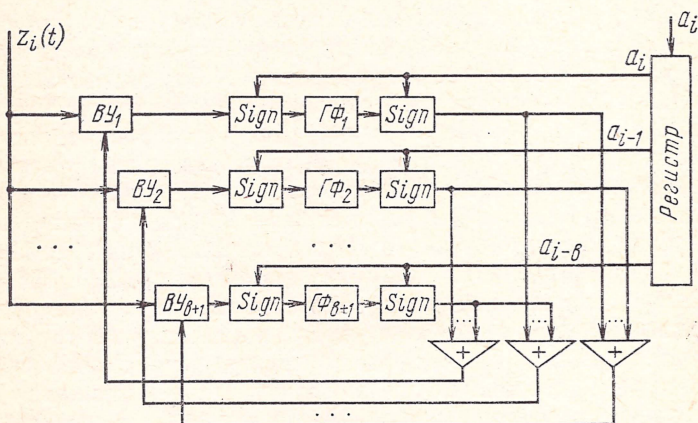 z_i(t)
a_i
a_i
ВУ_1 Sign ГФ_1 Sign
a_{i-1}
ВУ_2 Sign ГФ_2 Sign
Регистр
... ...
a_{i-в}
ВУ_{в+1} Sign ГФ_{в+1} Sign
... ... ...
+ + +
...